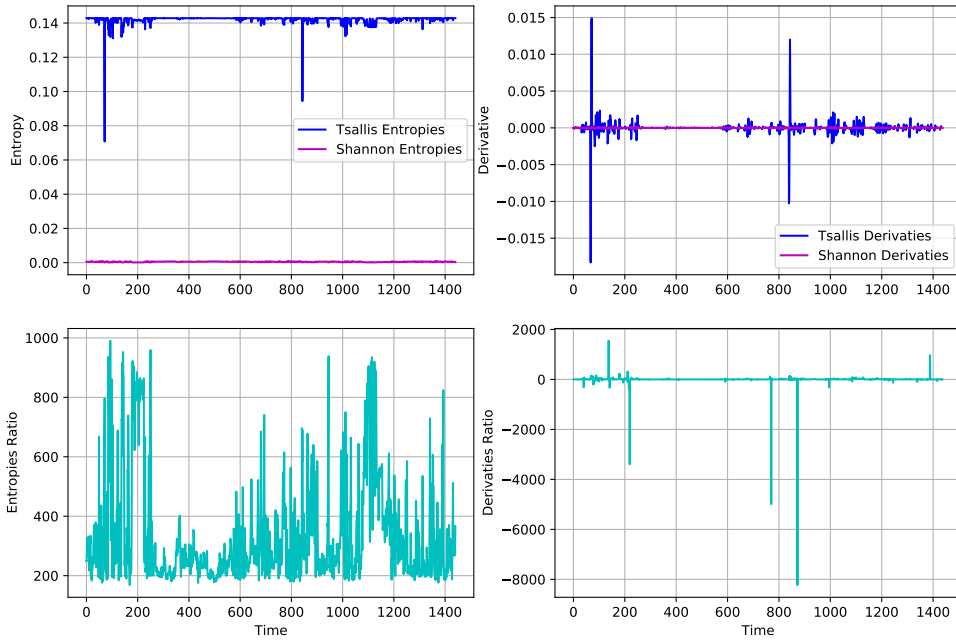 0.14
0.12
0.10
0.08
0.06
0.04
0.02
0.00
Entropy
Tsallis Entropies
Shannon Entropies
0 200 400 600 800 1000 1200 1400
0.015
0.010
0.005
0.000
−0.005
−0.010
−0.015
Derivative
Tsallis Derivaties
Shannon Derivaties
0 200 400 600 800 1000 1200 1400
1000
800
600
400
200
Entropies Ratio
0 200 400 600 800 1000 1200 1400
Time
2000
0
−2000
−4000
−6000
−8000
Derivaties Ratio
0 200 400 600 800 1000 1200 1400
Time